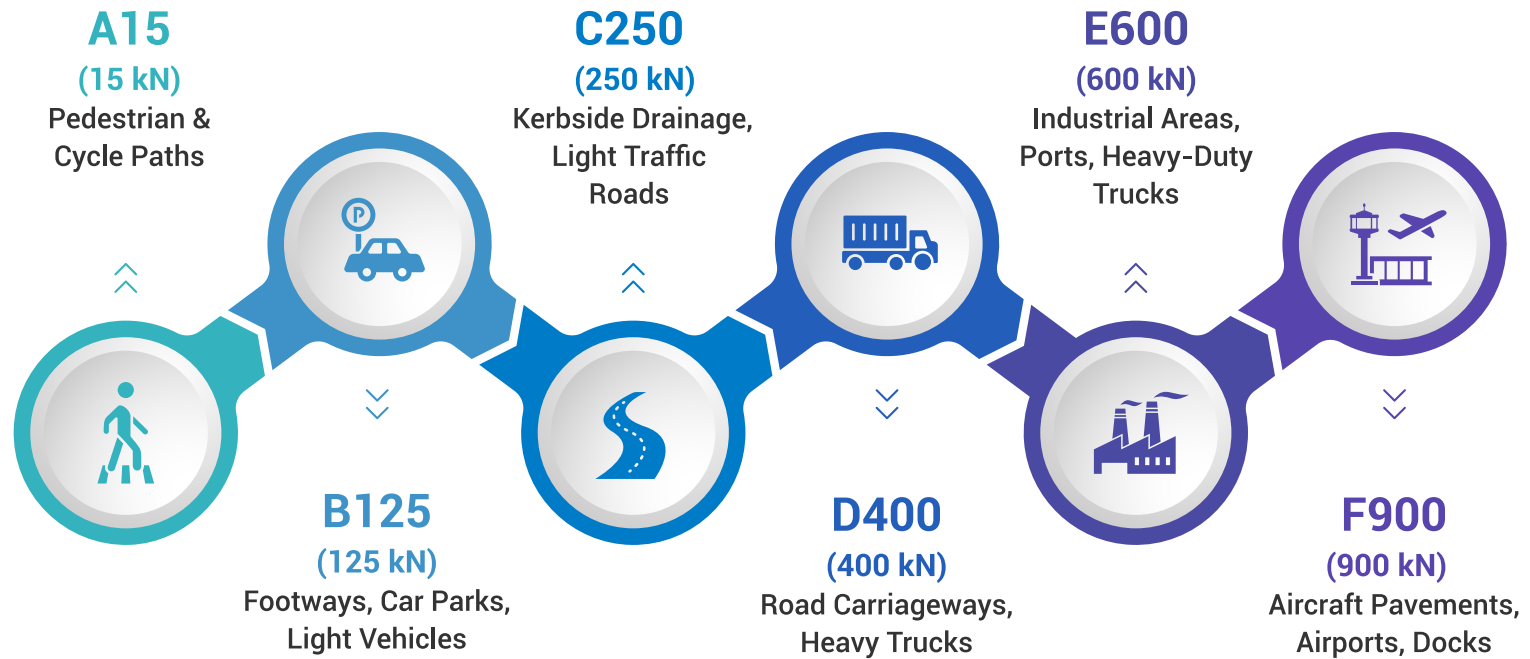 A15
(15 kN)
Pedestrian &
Cycle Paths
P
B125
(125 kN)
Footways, Car Parks,
Light Vehicles
C250
(250 kN)
Kerbside Drainage,
Light Traffic
Roads
D400
(400 kN)
Road Carriageways,
Heavy Trucks
E600
(600 kN)
Industrial Areas,
Ports, Heavy-Duty
Trucks
F900
(900 kN)
Aircraft Pavements,
Airports, Docks